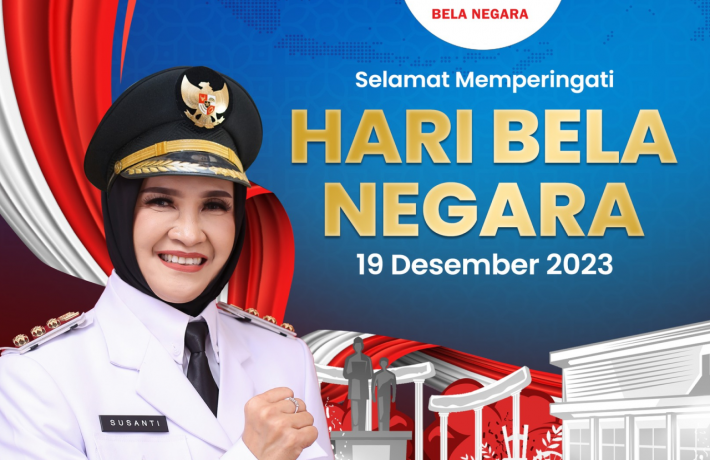 BELA NEGARA
Selamat Memperingati
HARI BELA
NEGARA
19 Desember 2023
SUSANTI